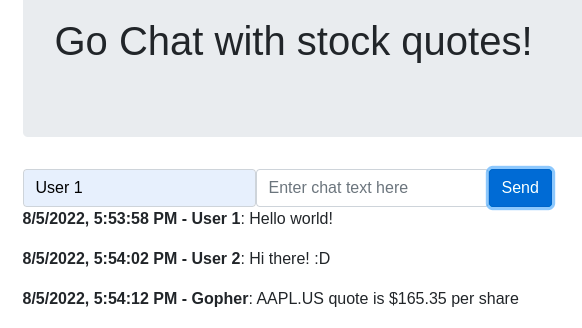 Go Chat with stock quotes!
User 1 Enter chat text here Send
8/5/2022, 5:53:58 PM - User 1: Hello world!
8/5/2022, 5:54:02 PM - User 2: Hi there! :D
8/5/2022, 5:54:12 PM - Gopher: AAPL.US quote is $165.35 per share